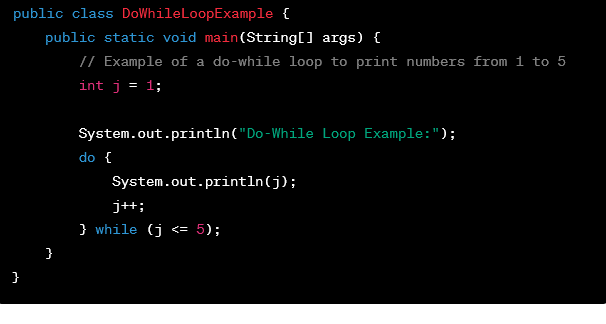 public class DoWhileLoopExample {
    public static void main(String[] args) {
        // Example of a do-while loop to print numbers from 1 to 5
        int j = 1;

        System.out.println("Do-While Loop Example:");
        do {
            System.out.println(j);
            j++;
        } while (j <= 5);
    }
}